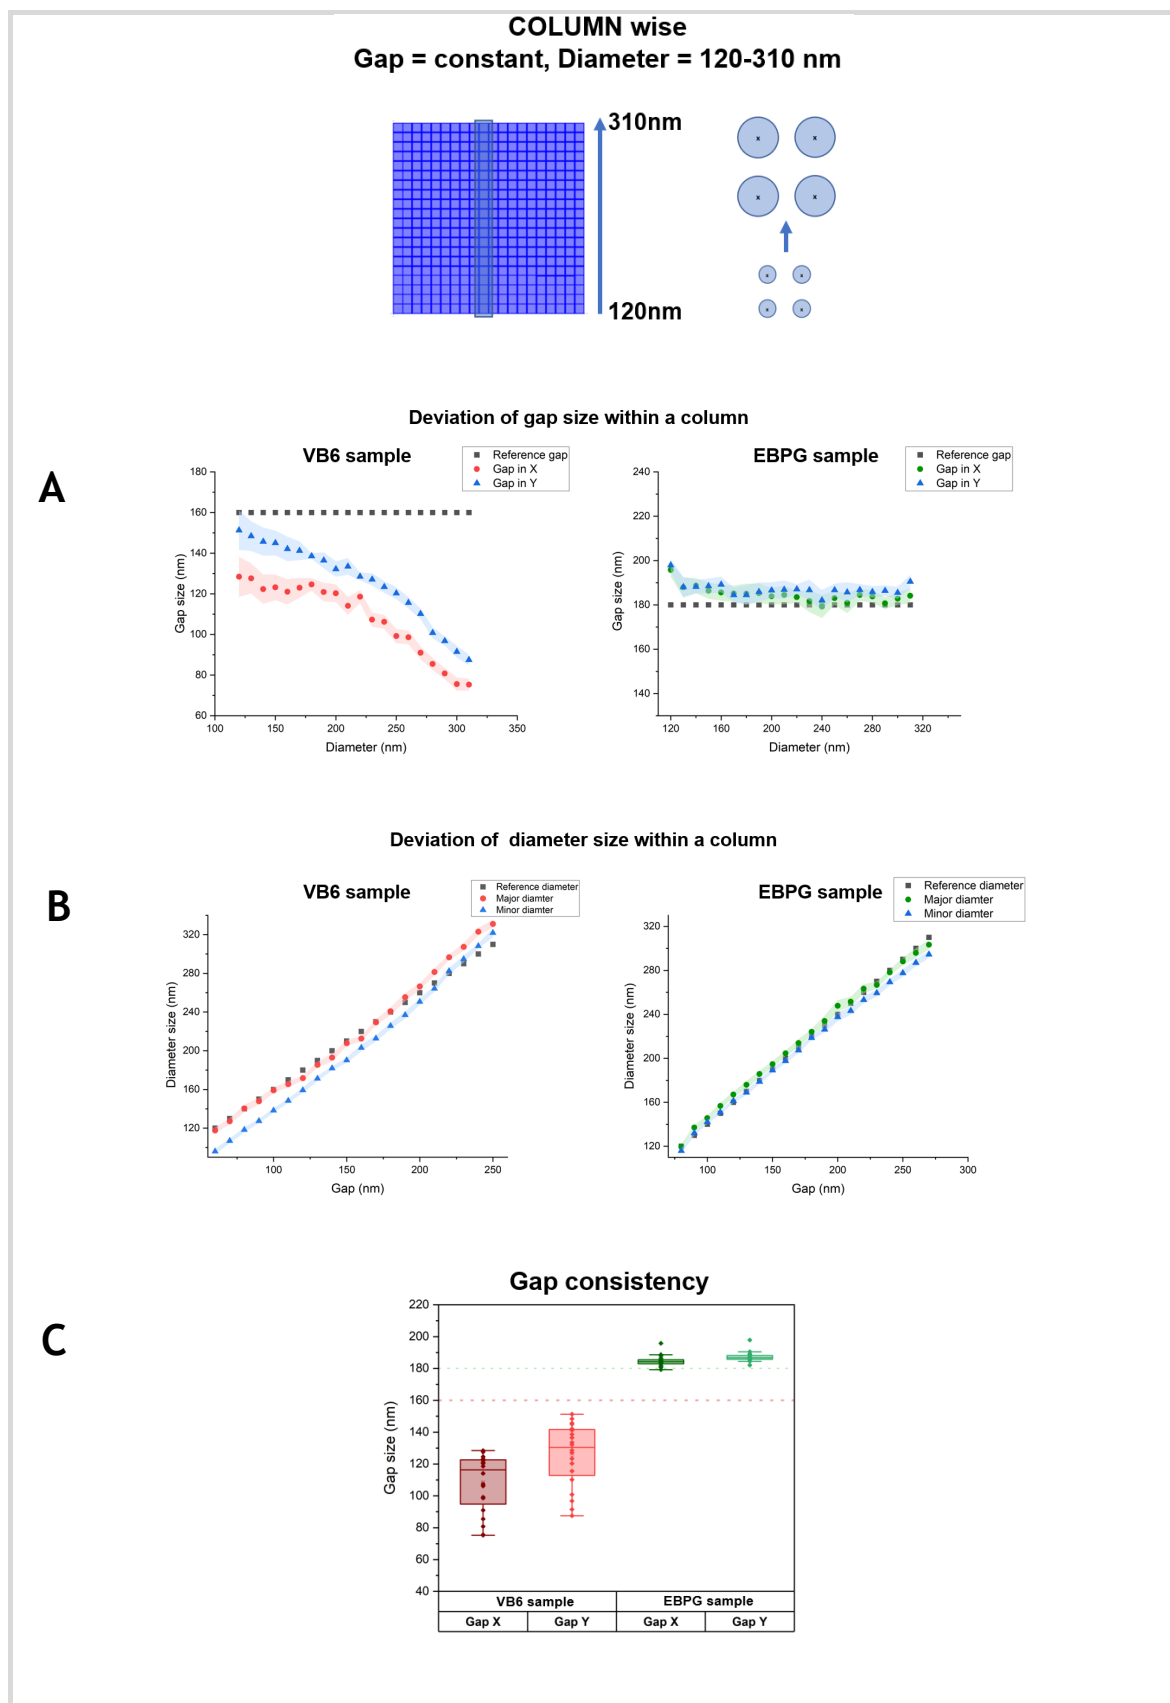 COLUMN wise
Gap = constant, Diameter = 120-310 nm
310nm
120nm
x x
x x
x x
x x
Deviation of gap size within a column
A
VB6 sample
Reference gap
Gap in X
Gap in Y
180
160
140
120
100
80
60
Gap size (nm)
100 150 200 250 300 350
Diameter (nm)
EBPG sample
Reference gap
Gap in X
Gap in Y
240
220
200
180
160
140
Gap size (nm)
120 160 200 240 280 320
Diameter (nm)
Deviation of diameter size within a column
B
VB6 sample
Reference diameter
Major diamter
Minor diamter
320
280
240
200
160
120
Diameter size (nm)
100 150 200 250
Gap (nm)
EBPG sample
Reference diameter
Major diamter
Minor diamter
320
280
240
200
160
120
Diameter size (nm)
100 150 200 250 300
Gap (nm)
C
Gap consistency
220
200
180
160
140
120
100
80
60
40
Gap size (nm)
VB6 sample EBPG sample
Gap X Gap Y Gap X Gap Y